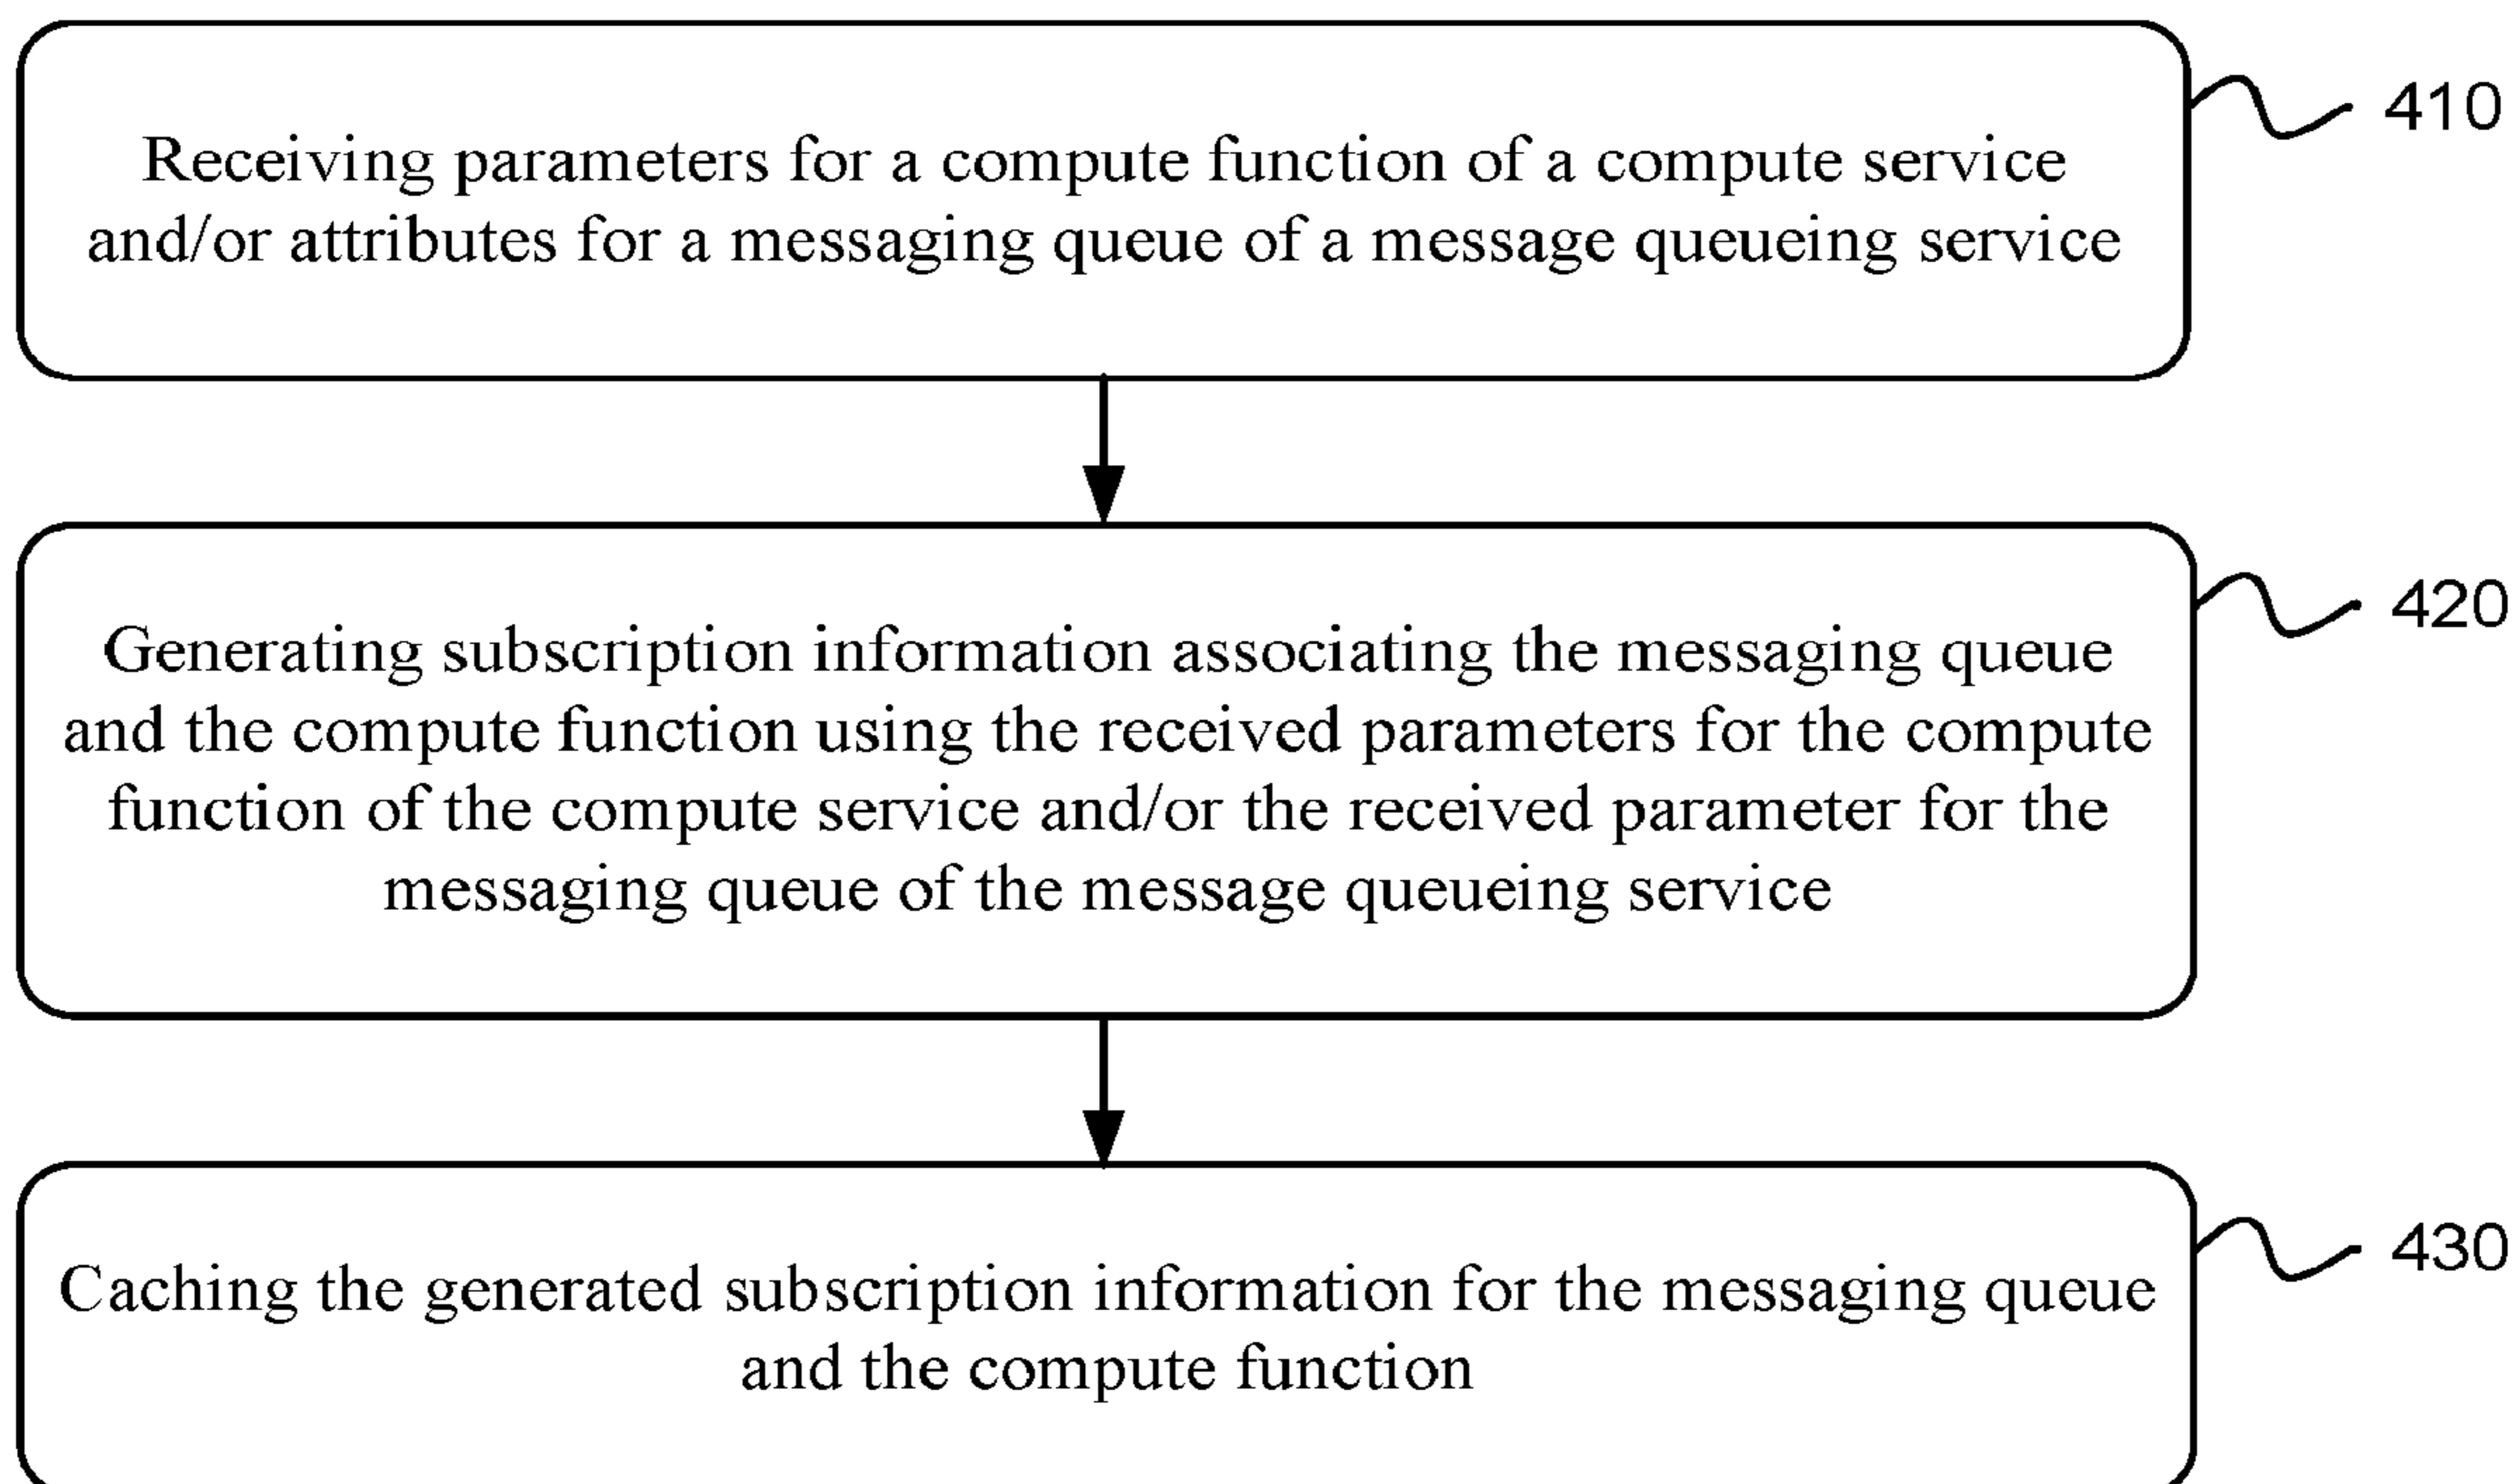 410
Receiving parameters for a compute function of a compute service
and/or attributes for a messaging queue of a message queueing service
420
Generating subscription information associating the messaging queue
and the compute function using the received parameters for the compute
function of the compute service and/or the received parameter for the
messaging queue of the message queueing service
430
Caching the generated subscription information for the messaging queue
and the compute function